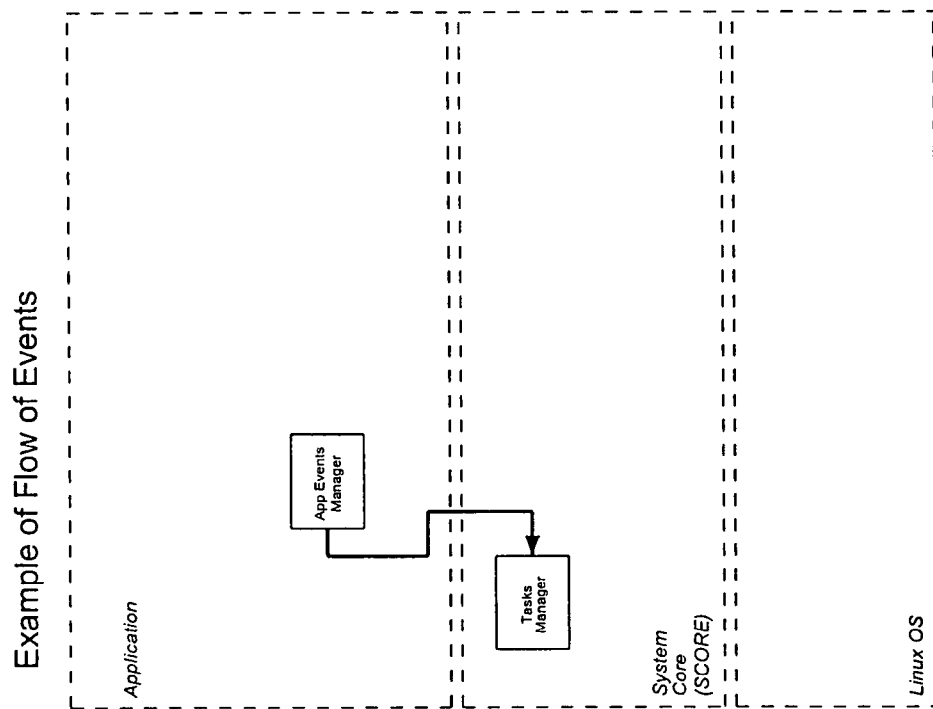 Example of Flow of Events
Application
App Events
Manager
Tasks
Manager
System
Core
(SCORE)
Linux OS